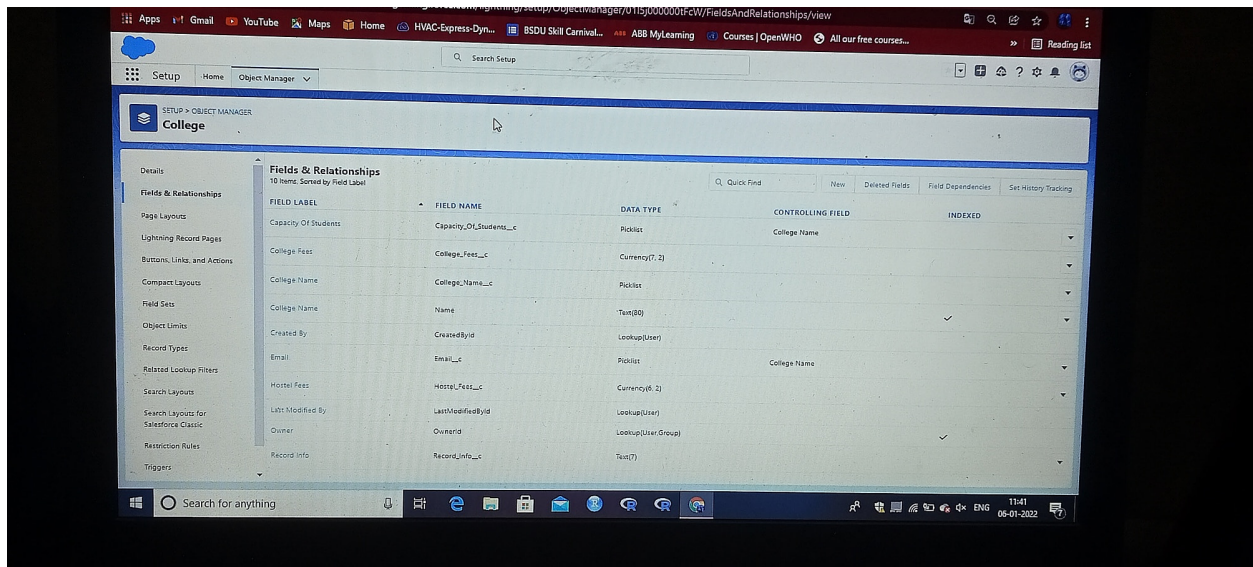 Apps
Gmail
YouTube
Maps
Home
HVAC-Express-Dyn...
BSDU Skill Carnival...
ABB MyLearning
Courses | OpenWHO
All our free courses...
»
Reading list
Search Setup
Setup
Home
Object Manager
SETUP > OBJECT MANAGER
College
Details
Fields & Relationships
Page Layouts
Lightning Record Pages
Buttons, Links, and Actions
Compact Layouts
Field Sets
Object Limits
Record Types
Related Lookup Filters
Search Layouts
Search Layouts for
Salesforce Classic
Restriction Rules
Triggers
Fields & Relationships
10 Items, Sorted by Field Label
Quick Find
New
Deleted Fields
Field Dependencies
Set History Tracking
FIELD LABEL FIELD NAME DATA TYPE CONTROLLING FIELD INDEXED
Capacity Of Students Capacity_Of_Students__c Picklist College Name
College Fees College_Fees__c Currency(7, 2)
College Name College_Name__c Picklist
College Name Name Text(80)
Created By CreatedById Lookup(User)
Email Email__c Picklist College Name
Hostel Fees Hostel_Fees__c Currency(6, 2)
Last Modified By LastModifiedById Lookup(User)
Owner OwnerId Lookup(User,Group)
Record Info Record_Info__c Text(7)
Search for anything
ENG
11:41
06-01-2022